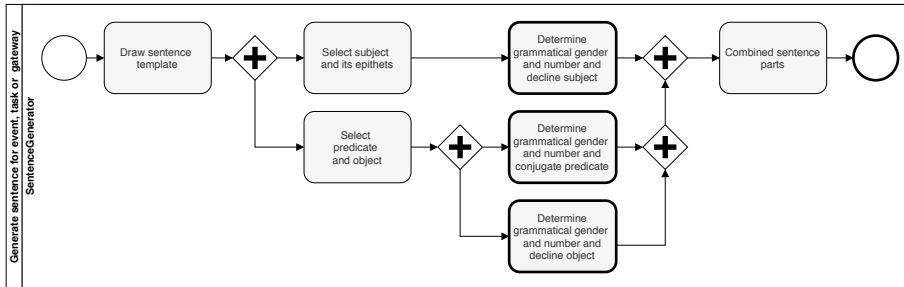 Generate sentence for event, task or gateway
SentenceGenerator
Draw sentence
template
Select subject
and its epithets
Determine
grammatical gender
and number and
decline subject
Combined sentence
parts
Select
predicate
and object
Determine
grammatical gender
and number and
conjugate predicate
Determine
grammatical gender
and number and
decline object